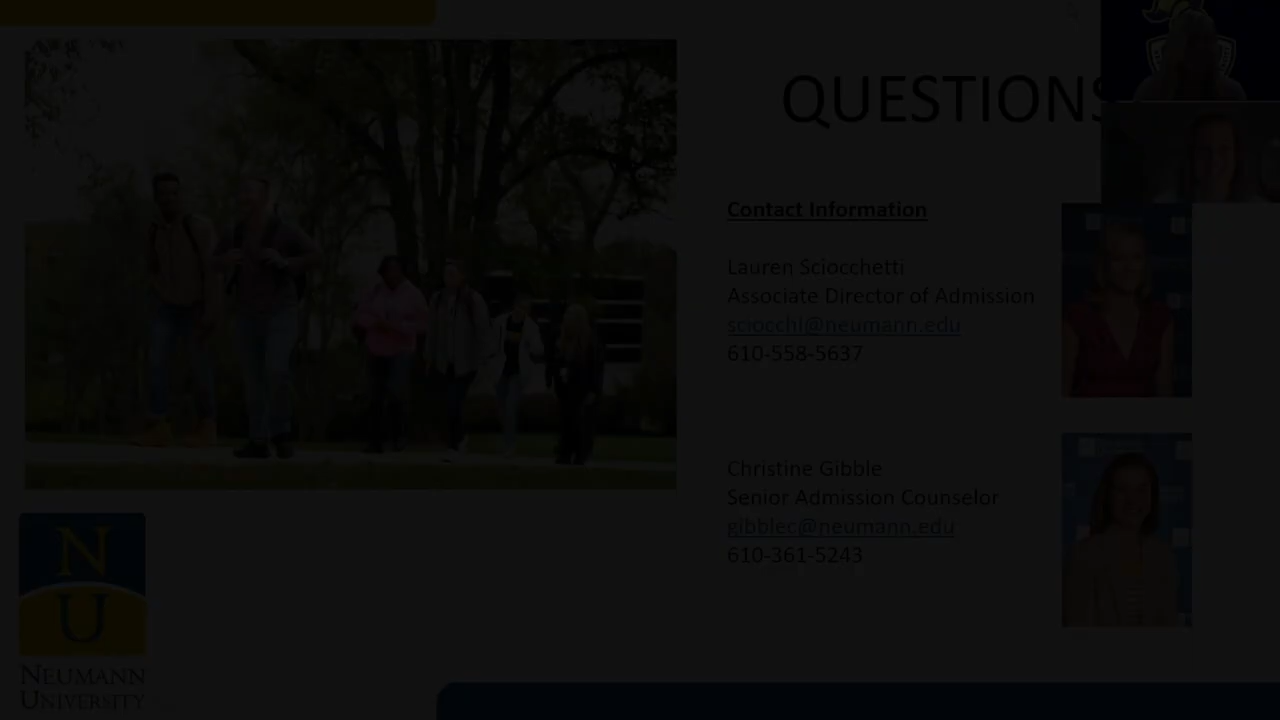 QUESTIONS
Contact Information
Lauren Sciocchetti
Associate Director of Admission
sciocchl@neumann.edu
610-558-5637
Christine Gibble
Senior Admission Counselor
gibblec@neumann.edu
610-361-5243
N
U
NEUMANN
UNIVERSITY